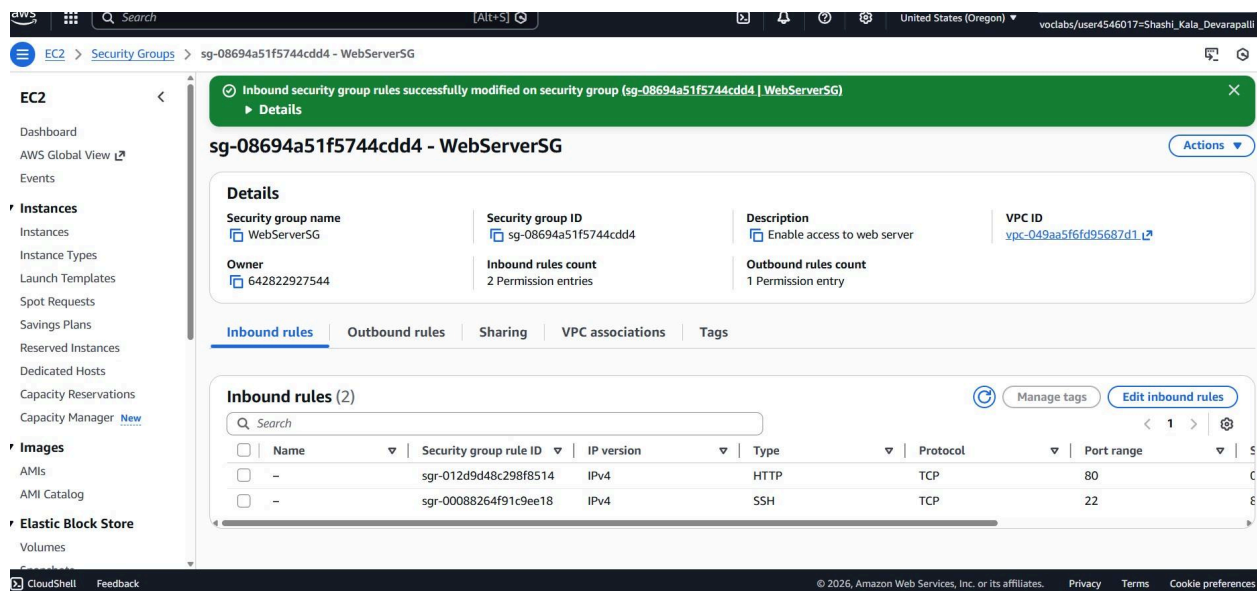 aws Search [Alt+S] United States (Oregon) voclabs/user4546017=Shashi_Kala_Devarapalli
EC2 > Security Groups > sg-08694a51f5744cdd4 - WebServerSG
EC2
Dashboard
AWS Global View
Events
Instances
Instances
Instance Types
Launch Templates
Spot Requests
Savings Plans
Reserved Instances
Dedicated Hosts
Capacity Reservations
Capacity Manager New
Images
AMIs
AMI Catalog
Elastic Block Store
Volumes
Inbound security group rules successfully modified on security group (sg-08694a51f5744cdd4 | WebServerSG)
Details
sg-08694a51f5744cdd4 - WebServerSG Actions
Details
Security group name Security group ID Description VPC ID
WebServerSG sg-08694a51f5744cdd4 Enable access to web server vpc-049aa5f6fd95687d1
Owner Inbound rules count Outbound rules count
642822927544 2 Permission entries 1 Permission entry
Inbound rules Outbound rules Sharing VPC associations Tags
Inbound rules (2) Manage tags Edit inbound rules
Search < 1 >
Name Security group rule ID IP version Type Protocol Port range
– sgr-012d9d48c298f8514 IPv4 HTTP TCP 80
– sgr-00088264f91c9ee18 IPv4 SSH TCP 22
CloudShell Feedback © 2026, Amazon Web Services, Inc. or its affiliates. Privacy Terms Cookie preferences